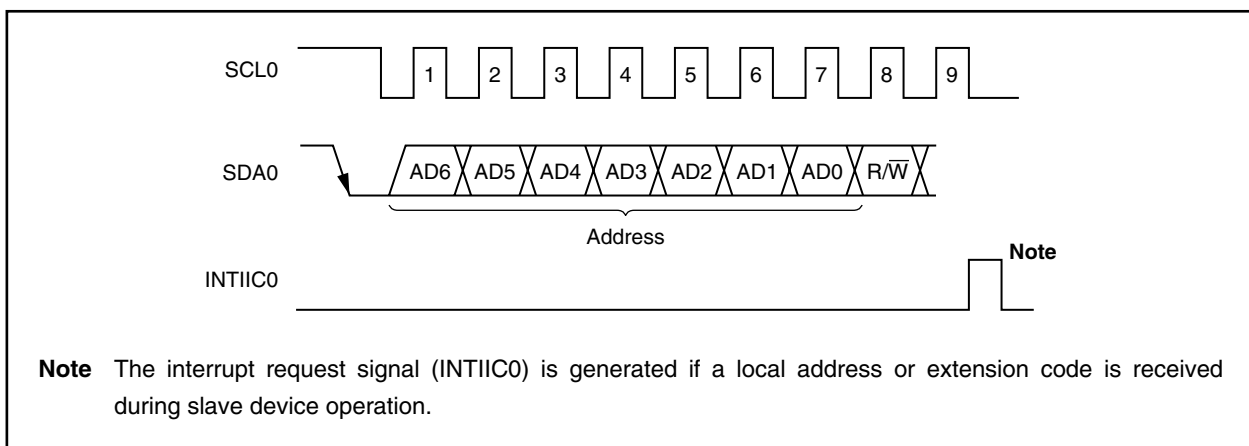 SCL0 1 2 3 4 5 6 7 8 9
SDA0 AD6 AD5 AD4 AD3 AD2 AD1 AD0 R/W̅
Address
Note
INTIIC0
Note The interrupt request signal (INTIIC0) is generated if a local address or extension code is received
during slave device operation.